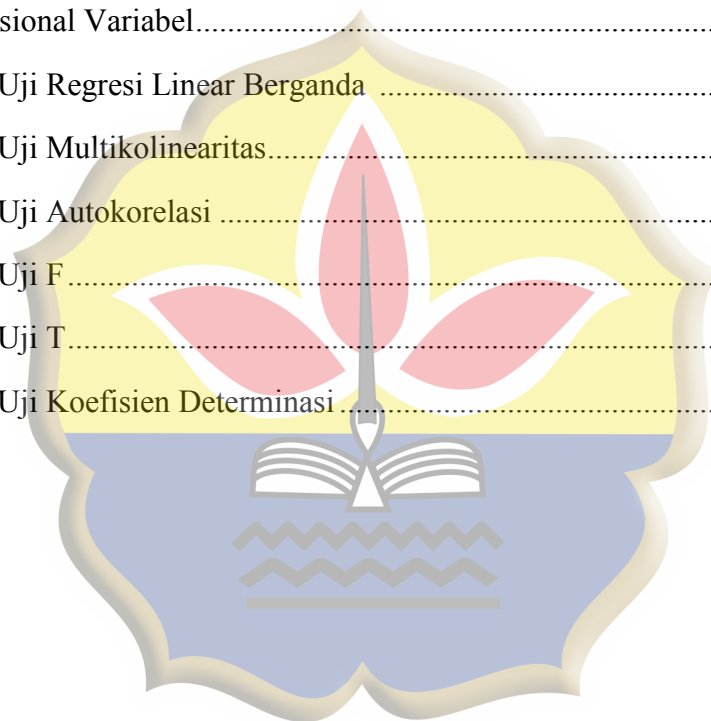 sional Variabel..........................................................................
Uji Regresi Linear Berganda ...............................................
Uji Multikolinearitas..............................................................
Uji Autokorelasi .....................................................................
Uji F.........................................................................................
Uji T.........................................................................................
Uji Koefisien Determinasi .....................................................